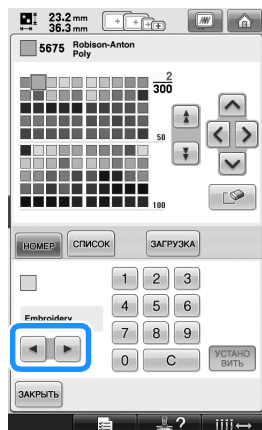 23.2 mm
36.3 mm
5675 Robison-Anton
Poly
2
300
50
100
НОМЕР СПИСОК ЗАГРУЗКА
1 2 3
Embroidery
4 5 6
7 8 9
0 C УСТАНО
ВИТЬ
ЗАКРЫТЬ
?